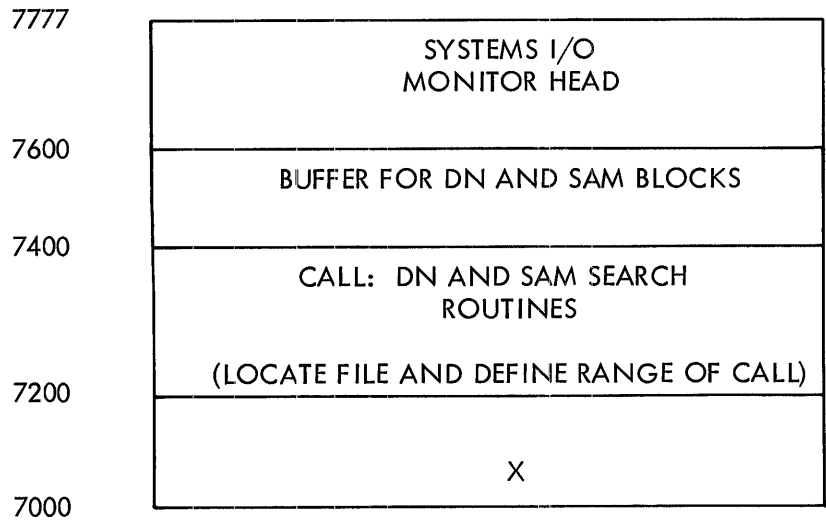 7777
SYSTEMS I/O
MONITOR HEAD
7600
BUFFER FOR DN AND SAM BLOCKS
7400
CALL: DN AND SAM SEARCH
ROUTINES
(LOCATE FILE AND DEFINE RANGE OF CALL)
7200
X
7000